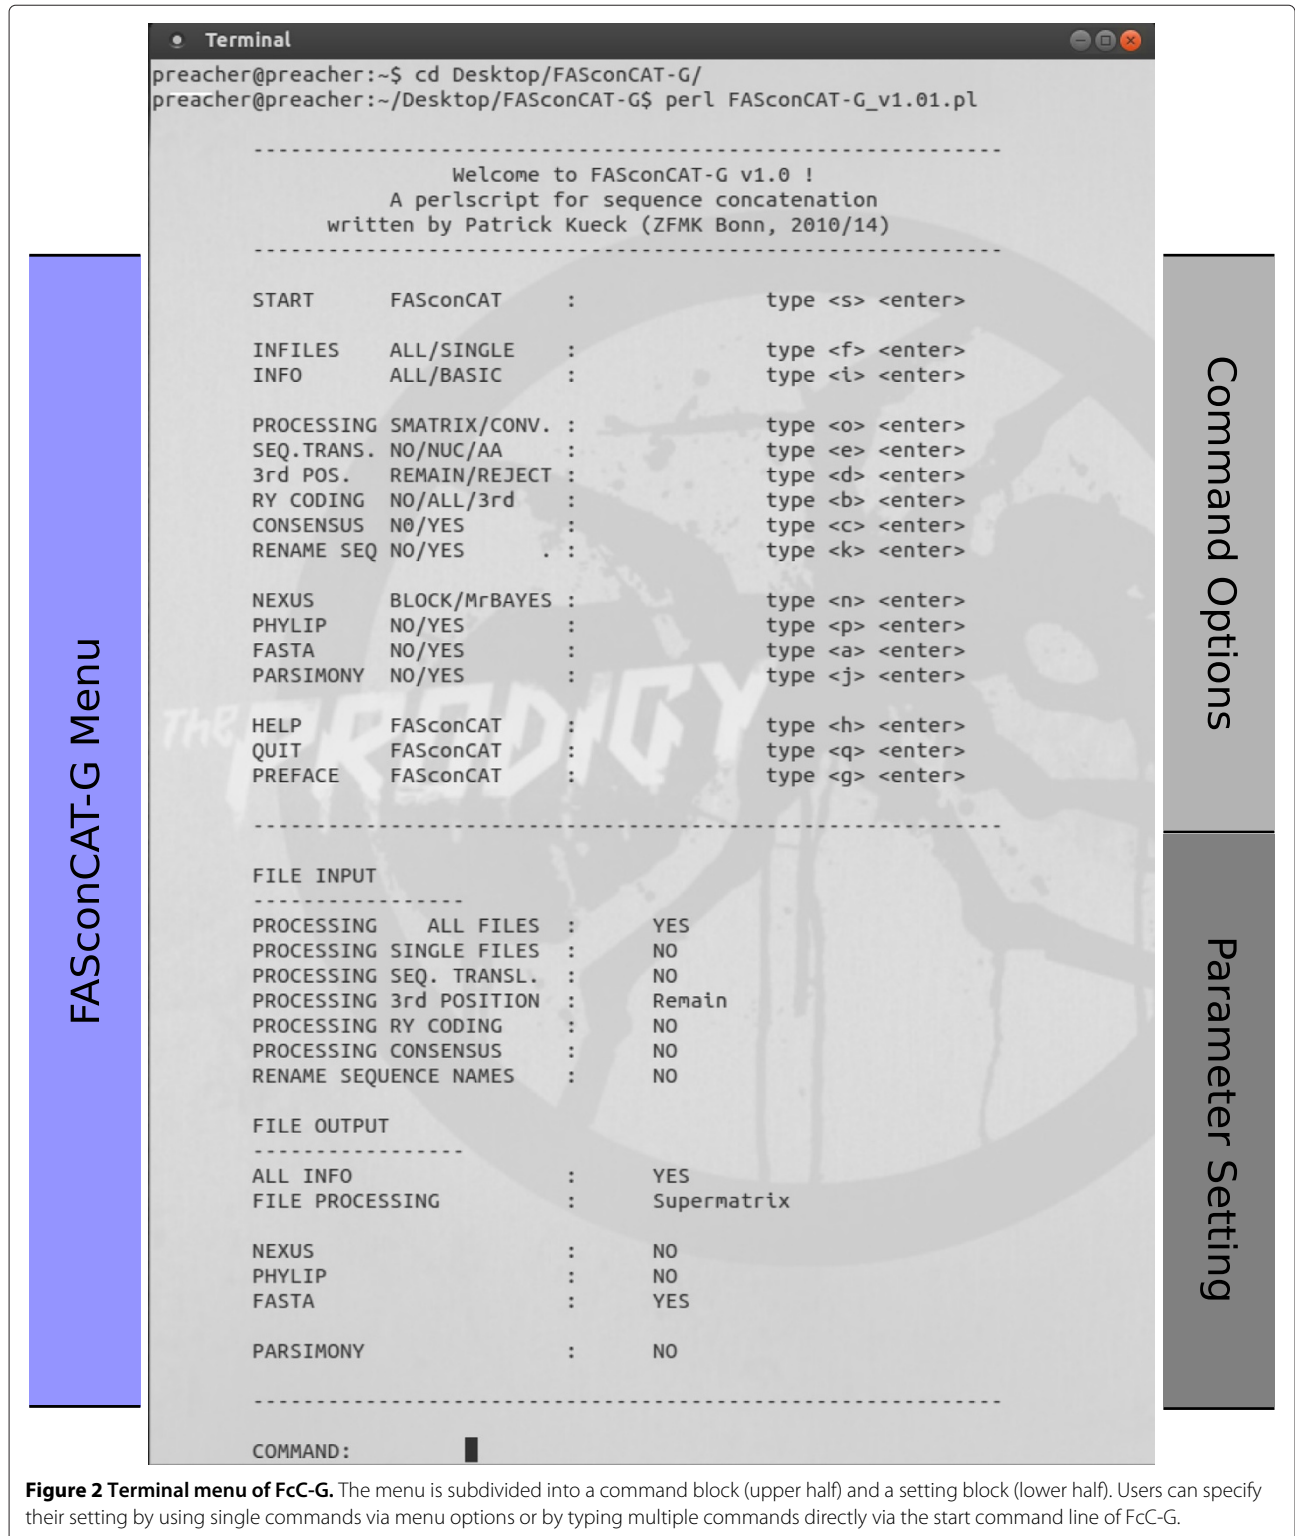 Terminal
preacher@preacher:~$ cd Desktop/FASconCAT-G/
preacher@preacher:~/Desktop/FASconCAT-G$ perl FASconCAT-G_v1.01.pl
------------------------------------------------------------
Welcome to FASconCAT-G v1.0 !
A perlscript for sequence concatenation
written by Patrick Kueck (ZFMK Bonn, 2010/14)
------------------------------------------------------------
START FASconCAT : type <s> <enter>
INFILES ALL/SINGLE : type <f> <enter>
INFO ALL/BASIC : type <i> <enter>
PROCESSING SMATRIX/CONV. : type <o> <enter>
SEQ.TRANS. NO/NUC/AA : type <e> <enter>
3rd POS. REMAIN/REJECT : type <d> <enter>
RY CODING NO/ALL/3rd : type <b> <enter>
CONSENSUS N0/YES : type <c> <enter>
RENAME SEQ NO/YES . : type <k> <enter>
NEXUS BLOCK/MrBAYES : type <n> <enter>
PHYLIP NO/YES : type <p> <enter>
FASTA NO/YES : type <a> <enter>
PARSIMONY NO/YES : type <j> <enter>
HELP FASconCAT : type <h> <enter>
QUIT FASconCAT : type <q> <enter>
PREFACE FASconCAT : type <g> <enter>
------------------------------------------------------------
FILE INPUT
-----------------
PROCESSING ALL FILES : YES
PROCESSING SINGLE FILES : NO
PROCESSING SEQ. TRANSL. : NO
PROCESSING 3rd POSITION : Remain
PROCESSING RY CODING : NO
PROCESSING CONSENSUS : NO
RENAME SEQUENCE NAMES : NO
FILE OUTPUT
-----------------
ALL INFO : YES
FILE PROCESSING : Supermatrix
NEXUS : NO
PHYLIP : NO
FASTA : YES
PARSIMONY : NO
------------------------------------------------------------
COMMAND:
THE PRODIGY
FASconCAT-G Menu
Command Options
Parameter Setting
Figure 2 Terminal menu of FcC-G. The menu is subdivided into a command block (upper half) and a setting block (lower half). Users can specify
their setting by using single commands via menu options or by typing multiple commands directly via the start command line of FcC-G.